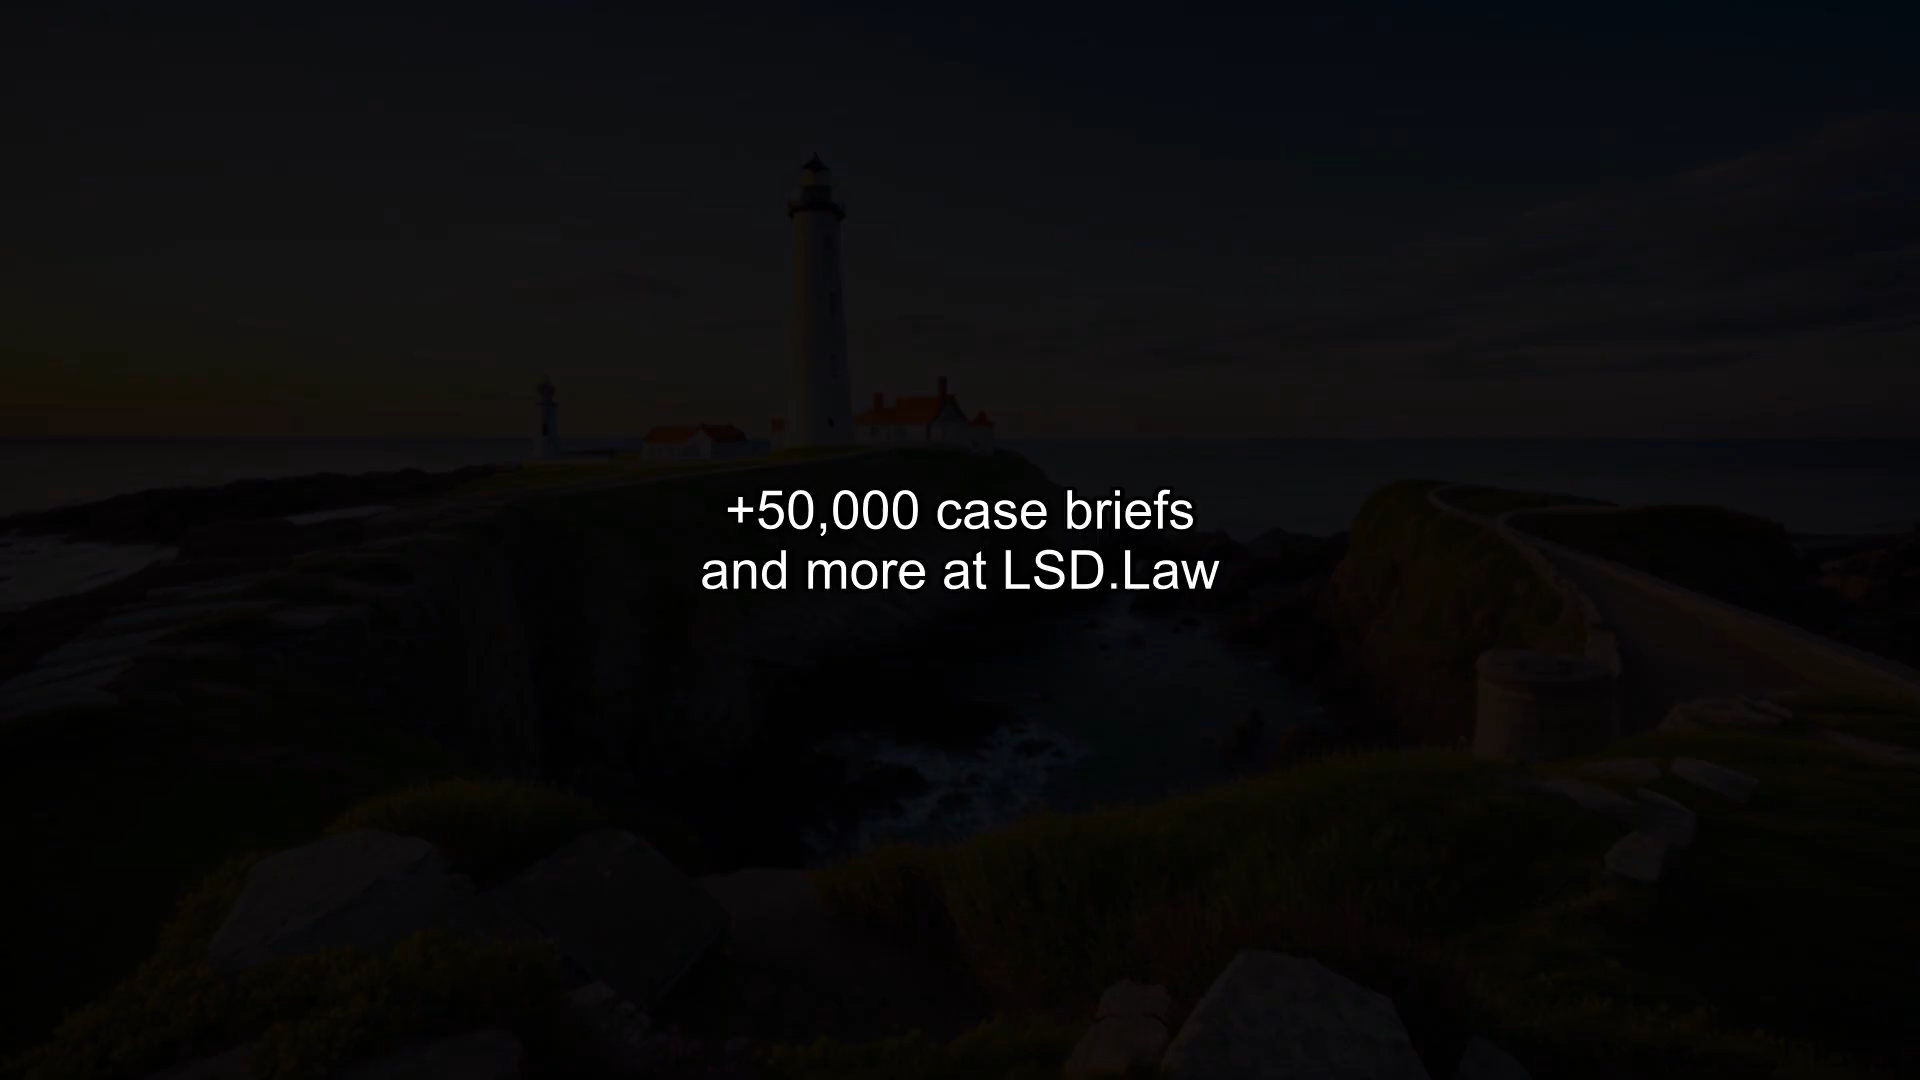 +50,000 case briefs
and more at LSD.Law